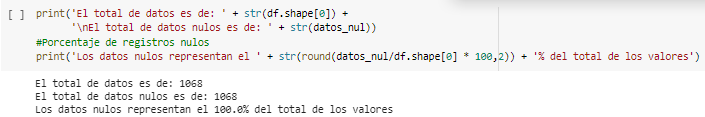 [ ] print('El total de datos es de: ' + str(df.shape[0]) +
'\nEl total de datos nulos es de: ' + str(datos_nul))
#Porcentaje de registros nulos
print('Los datos nulos representan el ' + str(round(datos_nul/df.shape[0] * 100,2)) + '% del total de los valores')
El total de datos es de: 1068
El total de datos nulos es de: 1068
Los datos nulos representan el 100.0% del total de los valores